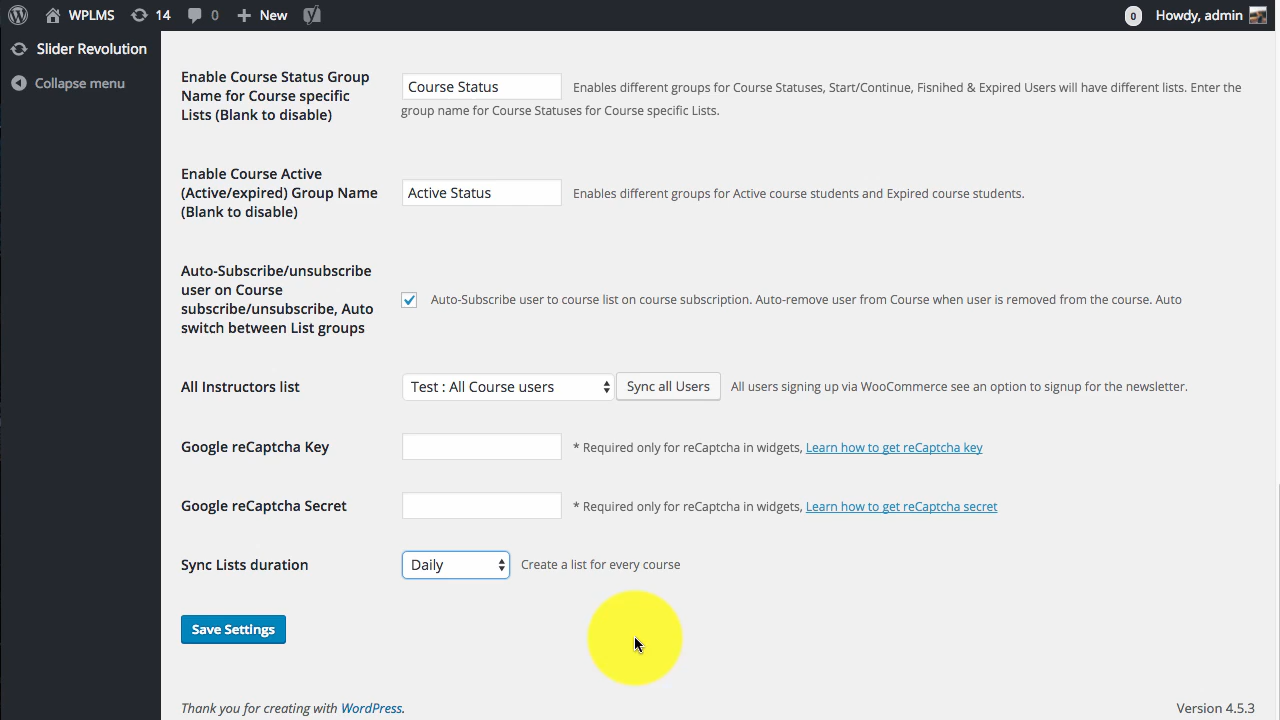 WPLMS 14 0 New 0 Howdy, admin
Slider Revolution
Collapse menu
Enable Course Status Group
Name for Course specific
Lists (Blank to disable)
Course Status
Enables different groups for Course Statuses, Start/Continue, Fisnihed & Expired Users will have different lists. Enter the
group name for Course Statuses for Course specific Lists.
Enable Course Active
(Active/expired) Group Name
(Blank to disable)
Active Status
Enables different groups for Active course students and Expired course students.
Auto-Subscribe/unsubscribe
user on Course
subscribe/unsubscribe, Auto
switch between List groups
Auto-Subscribe user to course list on course subscription. Auto-remove user from Course when user is removed from the course. Auto
All Instructors list
Test : All Course users
Sync all Users
All users signing up via WooCommerce see an option to signup for the newsletter.
Google reCaptcha Key
* Required only for reCaptcha in widgets, Learn how to get reCaptcha key
Google reCaptcha Secret
* Required only for reCaptcha in widgets, Learn how to get reCaptcha secret
Sync Lists duration
Daily
Create a list for every course
Save Settings
Thank you for creating with WordPress.
Version 4.5.3